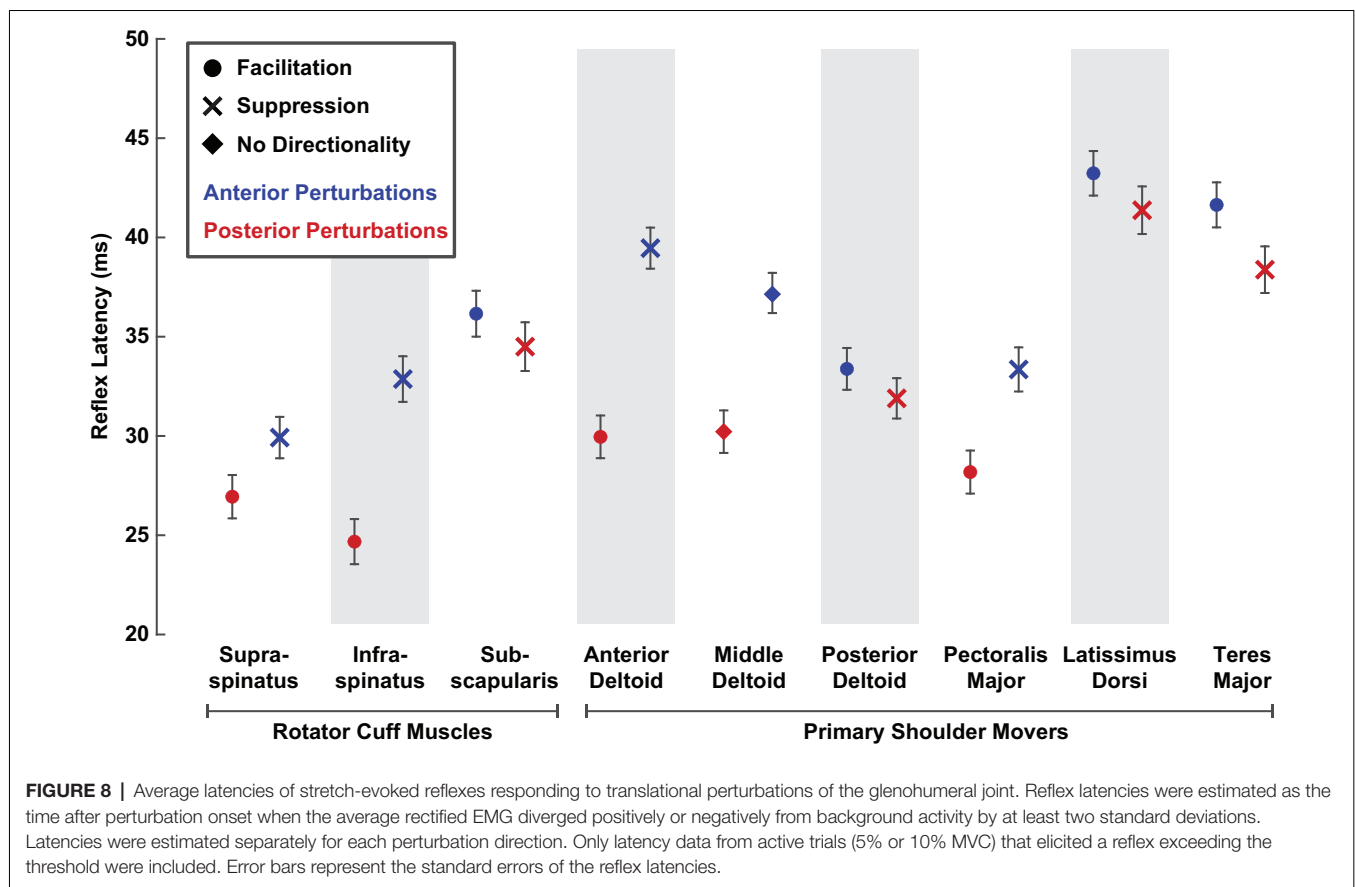 50
45
40
35
30
25
20
Reflex Latency (ms)
Facilitation
Suppression
No Directionality
Anterior Perturbations
Posterior Perturbations
Supra-
spinatus
Infra-
spinatus
Sub-
scapularis
Anterior
Deltoid
Middle
Deltoid
Posterior
Deltoid
Pectoralis
Major
Latissimus
Dorsi
Teres
Major
Rotator Cuff Muscles
Primary Shoulder Movers
FIGURE 8 | Average latencies of stretch-evoked reflexes responding to translational perturbations of the glenohumeral joint. Reflex latencies were estimated as the
time after perturbation onset when the average rectified EMG diverged positively or negatively from background activity by at least two standard deviations.
Latencies were estimated separately for each perturbation direction. Only latency data from active trials (5% or 10% MVC) that elicited a reflex exceeding the
threshold were included. Error bars represent the standard errors of the reflex latencies.